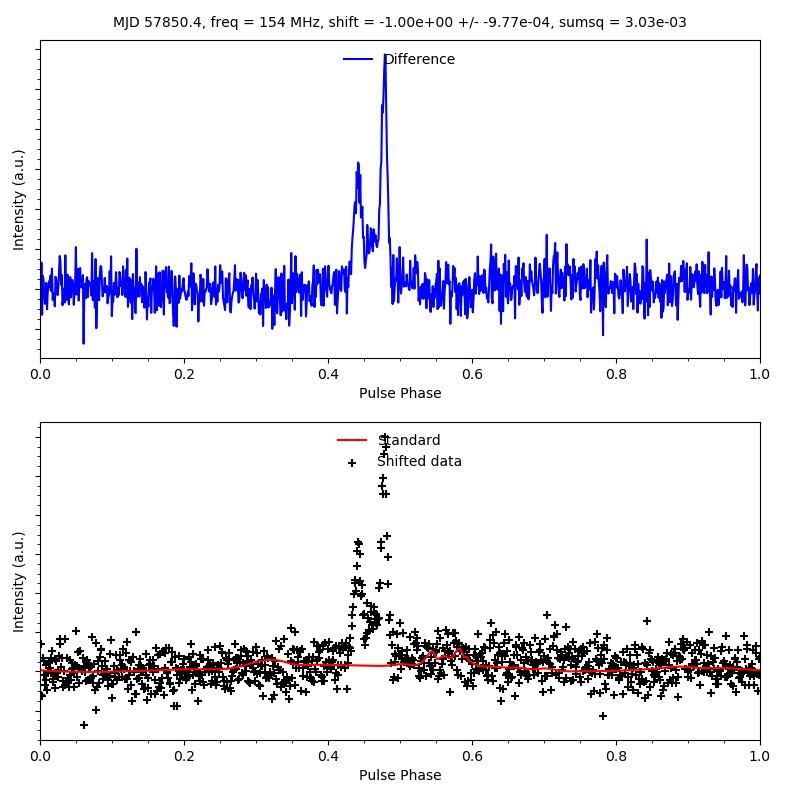 MJD 57850.4, freq = 154 MHz, shift = -1.00e+00 +/- -9.77e-04, sumsq = 3.03e-03
Difference
Intensity (a.u.)
0.0 0.2 0.4 0.6 0.8 1.0
Pulse Phase
Standard
Shifted data
Intensity (a.u.)
0.0 0.2 0.4 0.6 0.8 1.0
Pulse Phase